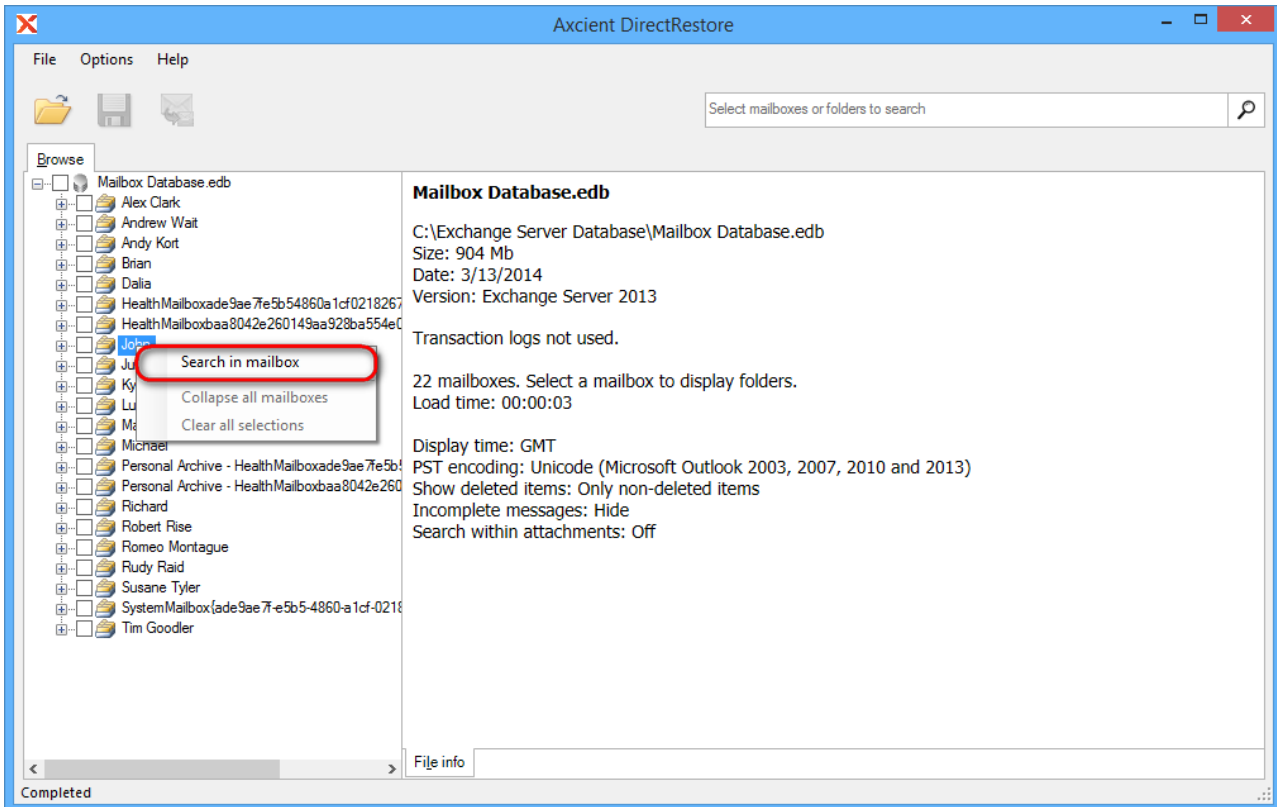 Axcient DirectRestore
File Options Help
Select mailboxes or folders to search
Browse
Mailbox Database.edb
Alex Clark
Andrew Wait
Andy Kort
Brian
Dalia
HealthMailboxade9ae7fe5b54860a1cf0218267
HealthMailboxbaa8042e260149aa928ba554e0
John
Ju
Ky
Lu
Ma
Michael
Personal Archive - HealthMailboxade9ae7fe5b5
Personal Archive - HealthMailboxbaa8042e260
Richard
Robert Rise
Romeo Montague
Rudy Raid
Susane Tyler
SystemMailbox{ade9ae7f-e5b5-4860-a1cf-0218
Tim Goodler
Search in mailbox
Collapse all mailboxes
Clear all selections
Mailbox Database.edb
C:\Exchange Server Database\Mailbox Database.edb
Size: 904 Mb
Date: 3/13/2014
Version: Exchange Server 2013
Transaction logs not used.
22 mailboxes. Select a mailbox to display folders.
Load time: 00:00:03
Display time: GMT
PST encoding: Unicode (Microsoft Outlook 2003, 2007, 2010 and 2013)
Show deleted items: Only non-deleted items
Incomplete messages: Hide
Search within attachments: Off
File info
Completed